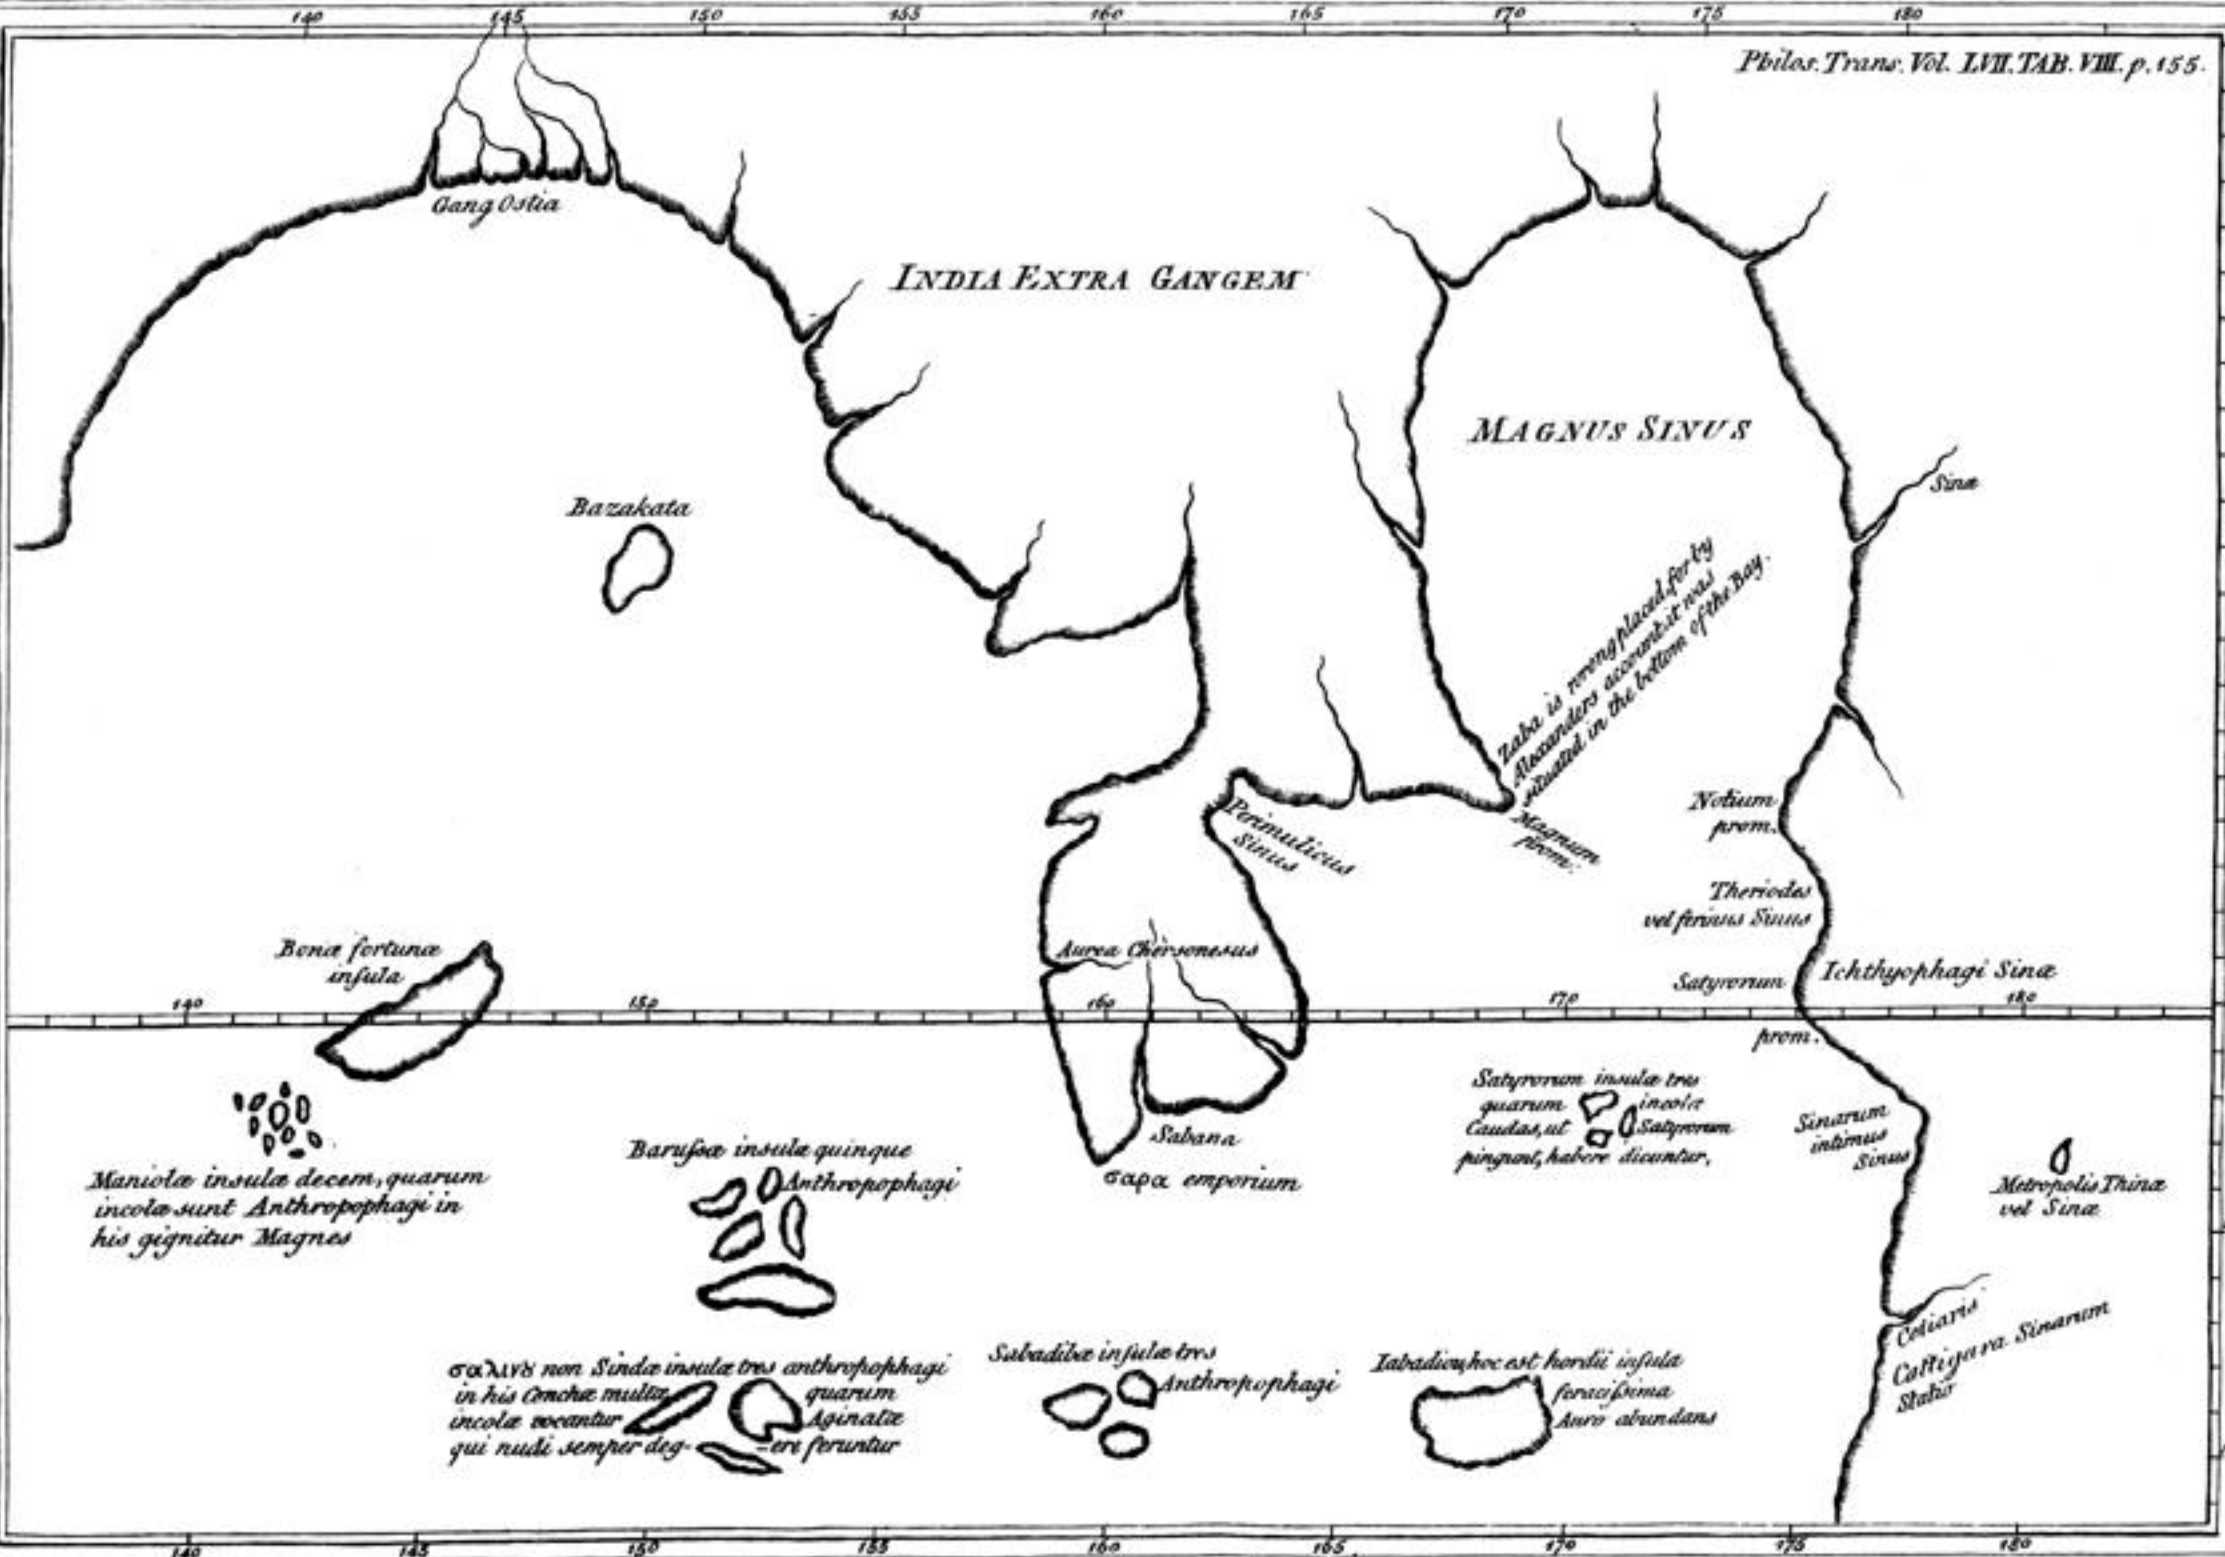 140 145 150 155 160 165 170 175 180
Philos. Trans. Vol. LVII. TAB. VIII. p. 155.
Gang Ostia
INDIA EXTRA GANGEM
MAGNUS SINUS
Sinæ
Bazakata
Zaba is wrong placed, for by
Alexanders account it was
situated in the bottom of the Bay.
Notium
prom.
Perimulicus
Sinus
Magnum
prom.
Theriodes
vel ferinus Sinus
Bonæ fortunæ
insula
Aurea Chersonesus
Satyrorum
Ichthyophagi Sinæ
140 150 160 170 180
prom.
Satyrorum insulæ tres
quarum incolæ
Caudas, ut Satyrorum
pingunt, habere dicuntur.
Sinarum
intimus
Sinus
Sabana
σαρα emporium
Barussæ insulæ quinque
Anthropophagi
Maniolæ insulæ decem, quarum
incolæ sunt Anthropophagi in
his gignitur Magnes
Metropolis Thinæ
vel Sinæ
Cotiaris
Cattigara Sinarum
Statio
σαλινȣ non Sindæ insulæ tres anthropophagi
in his Conchæ multæ quarum
incolæ vocantur Aginatæ
qui nudi semper deg- -ere feruntur
Sabadibæ insulæ tres
Anthropophagi
Iabadiou, hoc est hordii insula
feracissima
Auro abundans
140 145 150 155 160 165 170 175 180